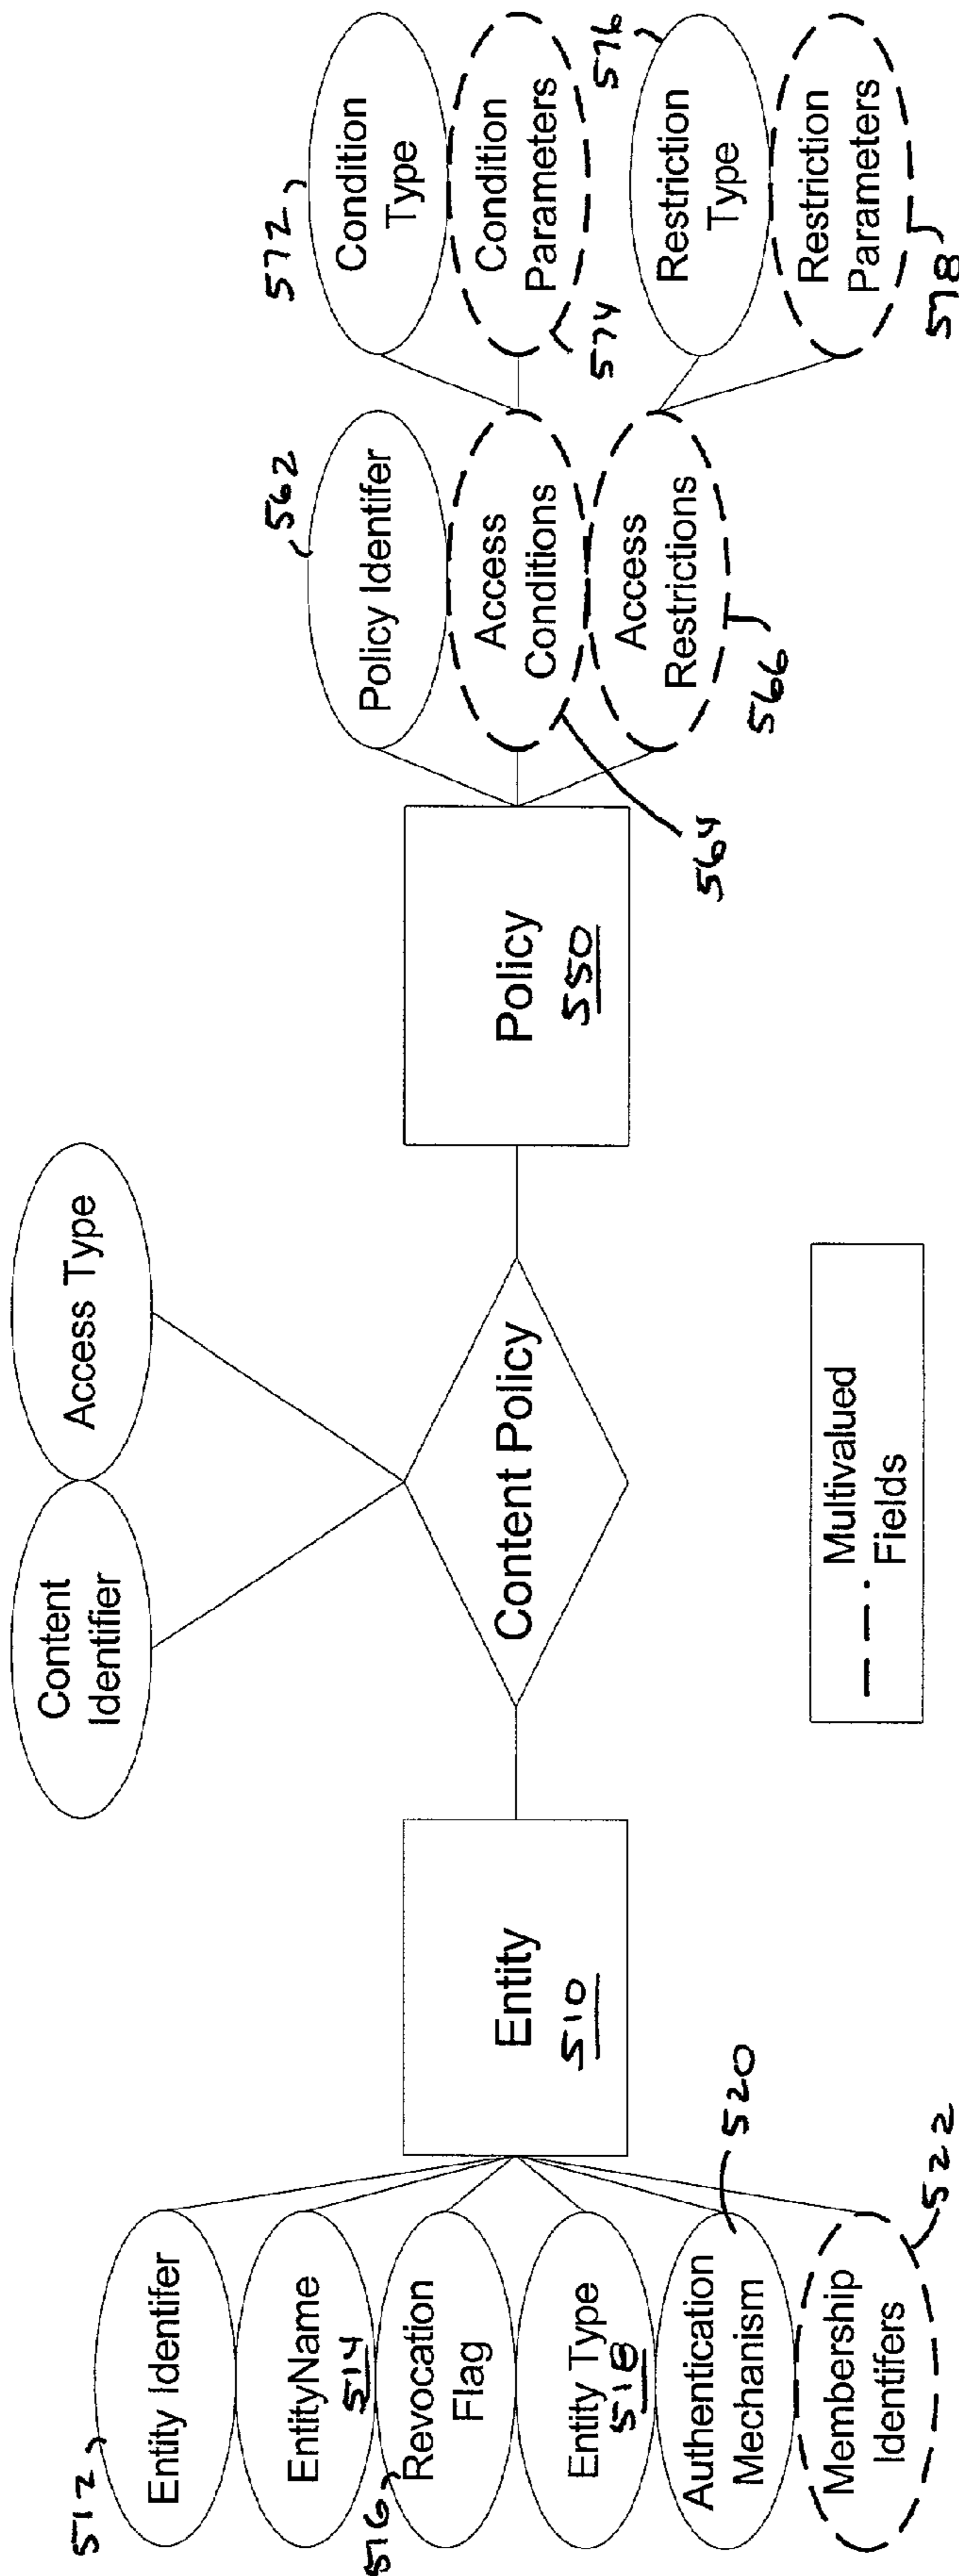 Content
Identifier
Access Type
512
Entity Identifer
EntityName
514
516
Revocation
Flag
Entity Type
518
Authentication
Mechanism
520
Membership
Identifers
522
Entity
510
Content Policy
Policy
550
562
Policy Identifer
Access
Conditions
564
Access
Restrictions
566
572
Condition
Type
Condition
Parameters
574
576
Restriction
Type
Restriction
Parameters
578
Multivalued
Fields